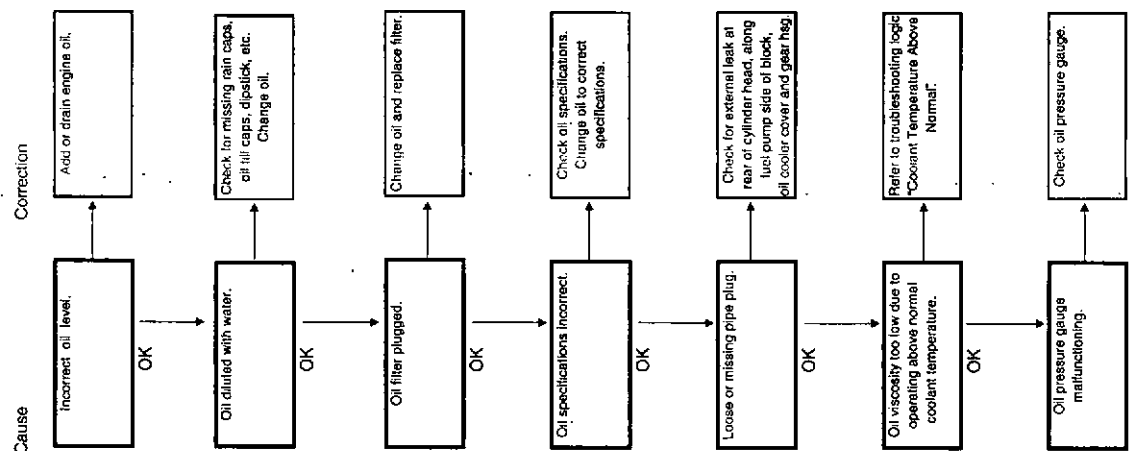 Cause
Correction
Incorrect oil level.
Add or drain engine oil.
OK
Oil diluted with water.
Check for missing rain caps,
oil fill caps, dipstick, etc.
Change oil.
OK
Oil filter plugged.
Change oil and replace filter.
OK
Oil specifications incorrect.
Check oil specifications.
Change oil to correct
specifications.
OK
Loose or missing pipe plug.
Check for external leak at
rear of cylinder head, along
fuel pump side of block,
oil cooler cover and gear hsg.
OK
Oil viscosity too low due to
operating above normal
coolant temperature.
Refer to troubleshooting logic
"Coolant Temperature Above
Normal".
OK
Oil pressure gauge
malfunctioning.
Check oil pressure gauge.